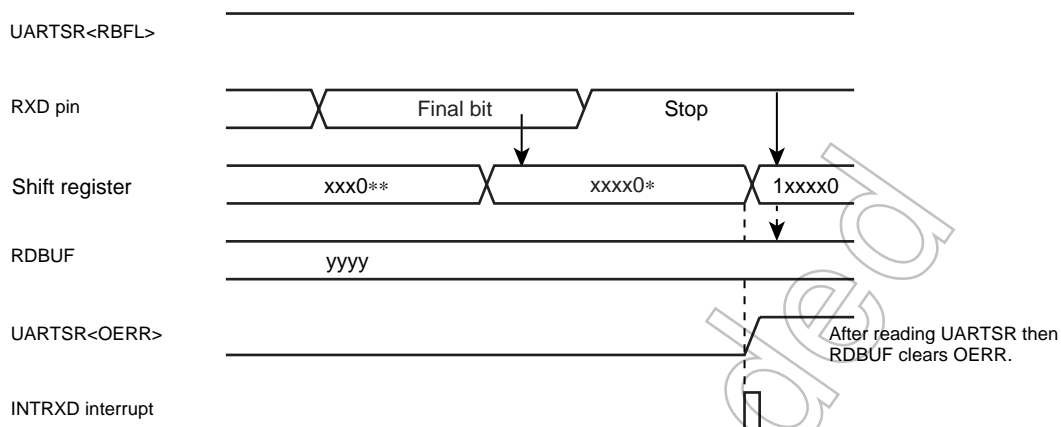 UARTSR<RBFL>
RXD pin
Final bit
Stop
Shift register
xxx0**
xxxx0*
1xxxx0
RDBUF
yyyy
UARTSR<OERR>
After reading UARTSR then
RDBUF clears OERR.
INTRXD interrupt
ded